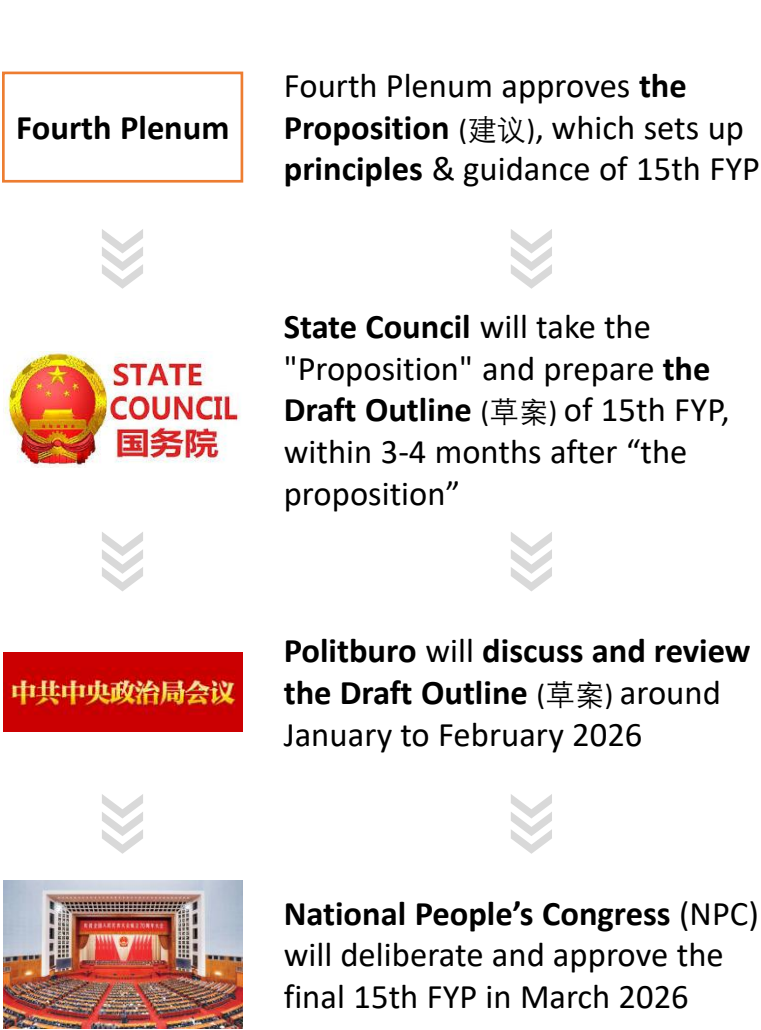 Fourth Plenum
Fourth Plenum approves the
Proposition (建议), which sets up
principles & guidance of 15th FYP
STATE
COUNCIL
国务院
State Council will take the
"Proposition" and prepare the
Draft Outline (草案) of 15th FYP,
within 3-4 months after “the
proposition”
中共中央政治局会议
Politburo will discuss and review
the Draft Outline (草案) around
January to February 2026
National People’s Congress (NPC)
will deliberate and approve the
final 15th FYP in March 2026